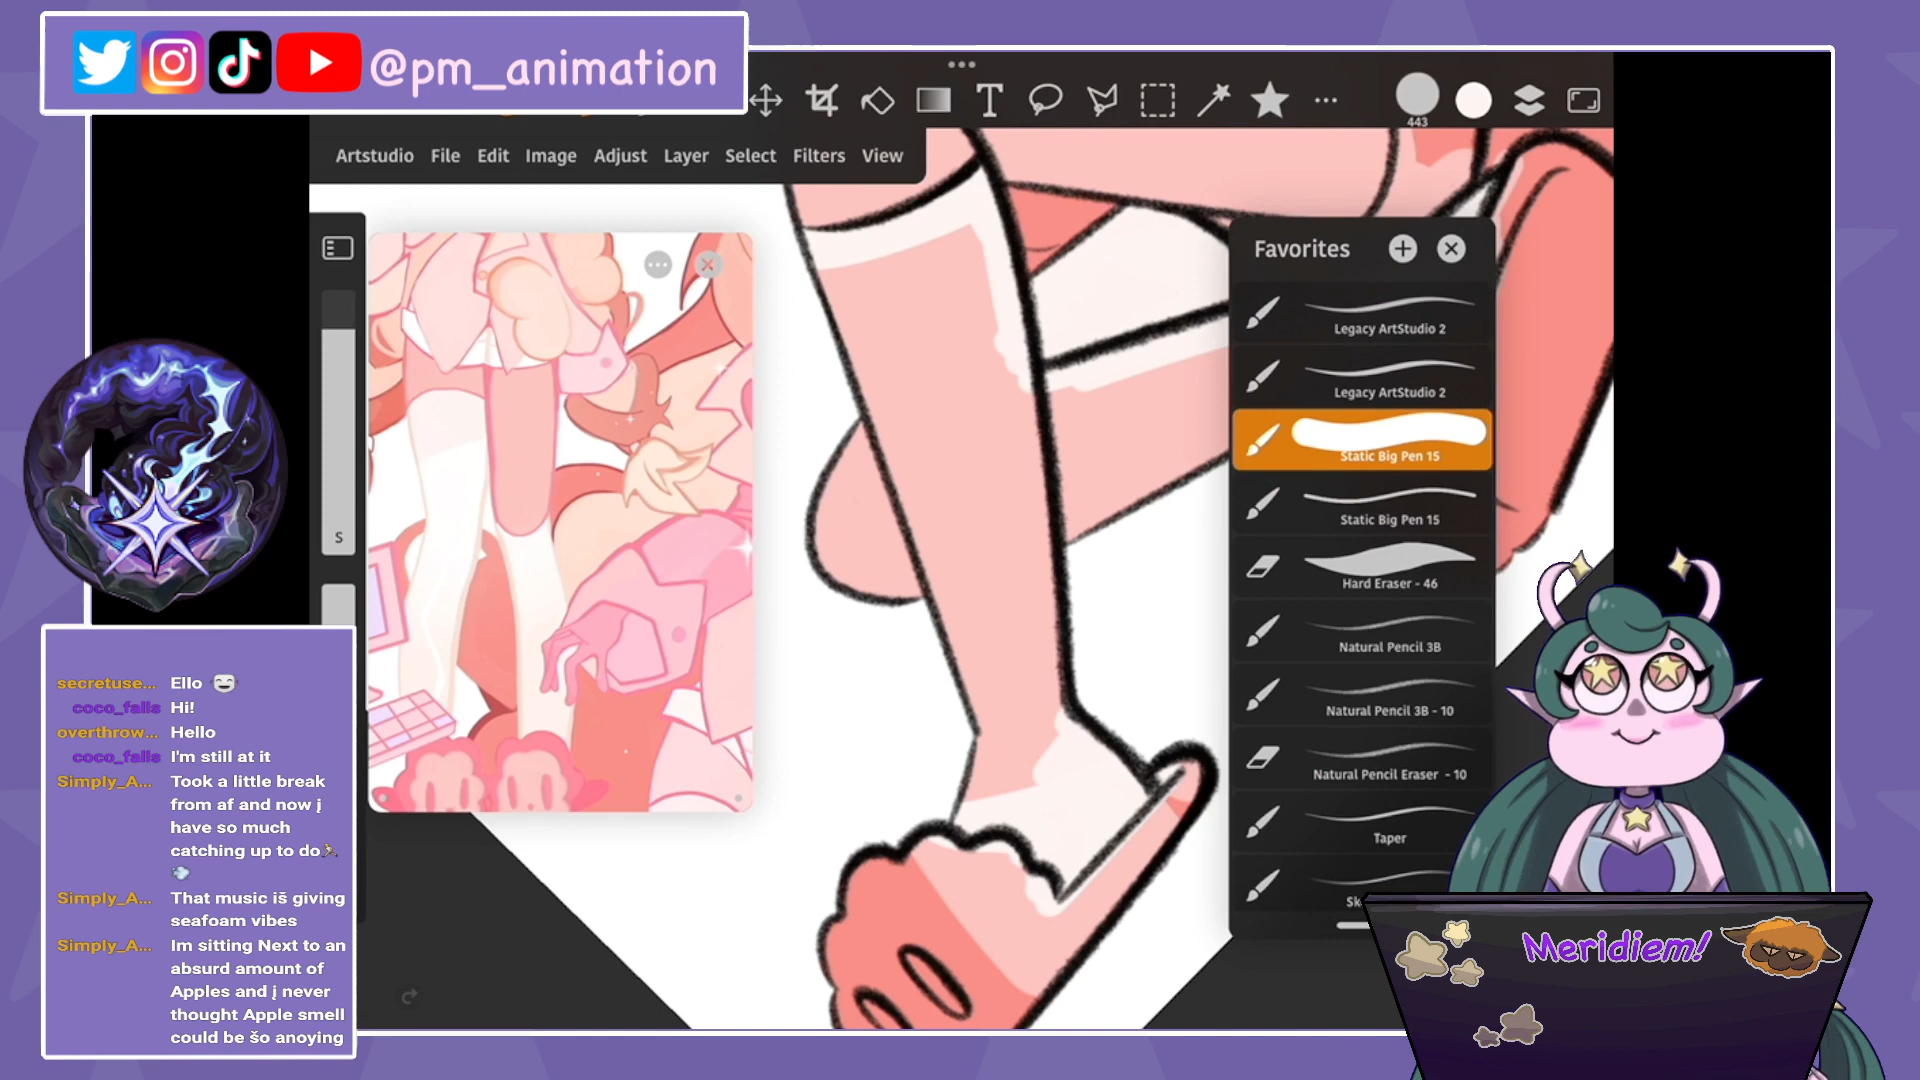 @pm_animation
443
Artstudio File Edit Image Adjust Layer Select Filters View
Favorites
Legacy ArtStudio 2
Legacy ArtStudio 2
Static Big Pen 15
Static Big Pen 15
Hard Eraser - 46
Natural Pencil 3B
Natural Pencil 3B - 10
Natural Pencil Eraser - 10
Taper
S
secretuse... Ello
coco_falls Hi!
overthrow... Hello
coco_falls I'm still at it
Simply_A... Took a little break
from af and now į
have so much
catching up to do
Simply_A... That music iš giving
seafoam vibes
Simply_A... Im sitting Next to an
absurd amount of
Apples and į never
thought Apple smell
could be šo anoying
Meridiem!